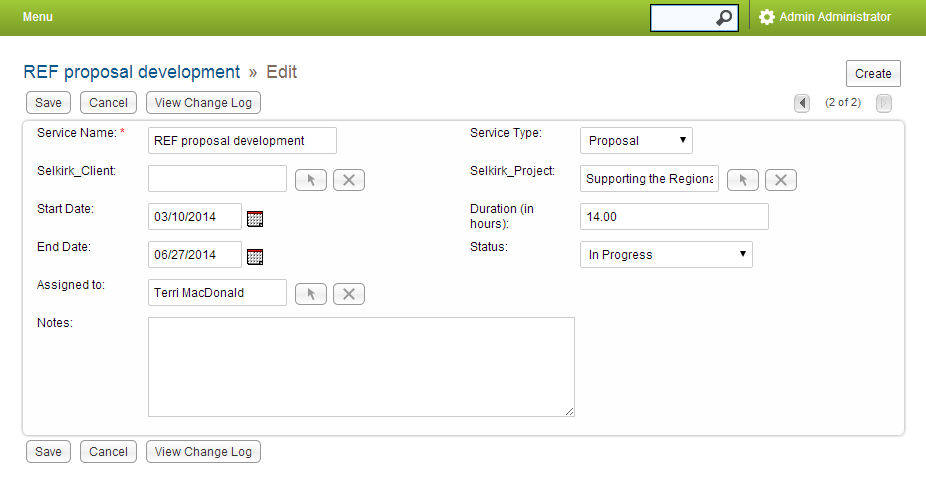 Menu
Admin Administrator
REF proposal development » Edit
Create
Save Cancel View Change Log
(2 of 2)
Service Name: * REF proposal development
Service Type: Proposal
Selkirk_Client:
Selkirk_Project: Supporting the Regiona
Start Date: 03/10/2014
Duration (in
hours): 14.00
End Date: 06/27/2014
Status: In Progress
Assigned to: Terri MacDonald
Notes:
Save Cancel View Change Log